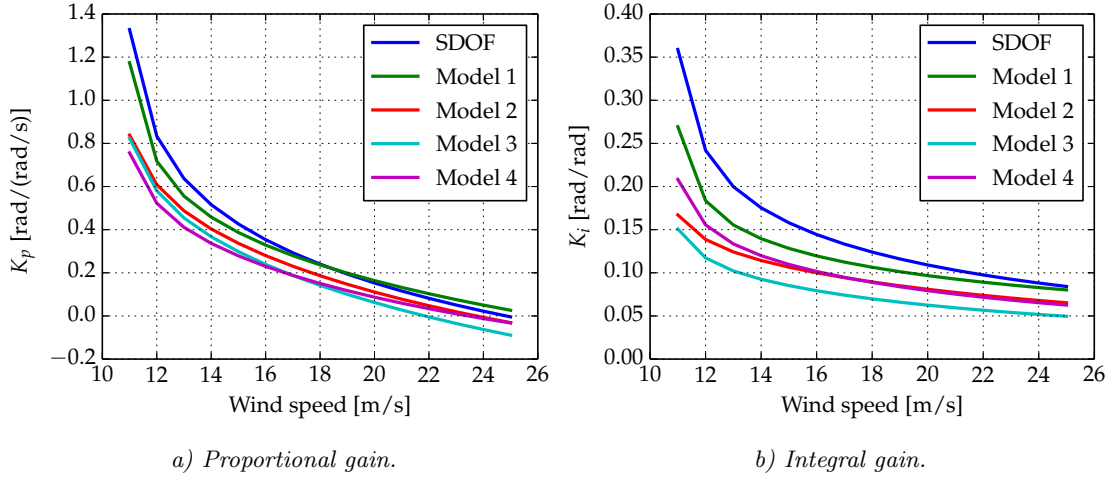 1.4
1.2
1.0
0.8
0.6
0.4
0.2
0.0
−0.2
10 12 14 16 18 20 22 24 26
Wind speed [m/s]
K_p [rad/(rad/s)]
SDOF
Model 1
Model 2
Model 3
Model 4
a) Proportional gain.
0.40
0.35
0.30
0.25
0.20
0.15
0.10
0.05
0.00
10 12 14 16 18 20 22 24 26
Wind speed [m/s]
K_i [rad/rad]
SDOF
Model 1
Model 2
Model 3
Model 4
b) Integral gain.